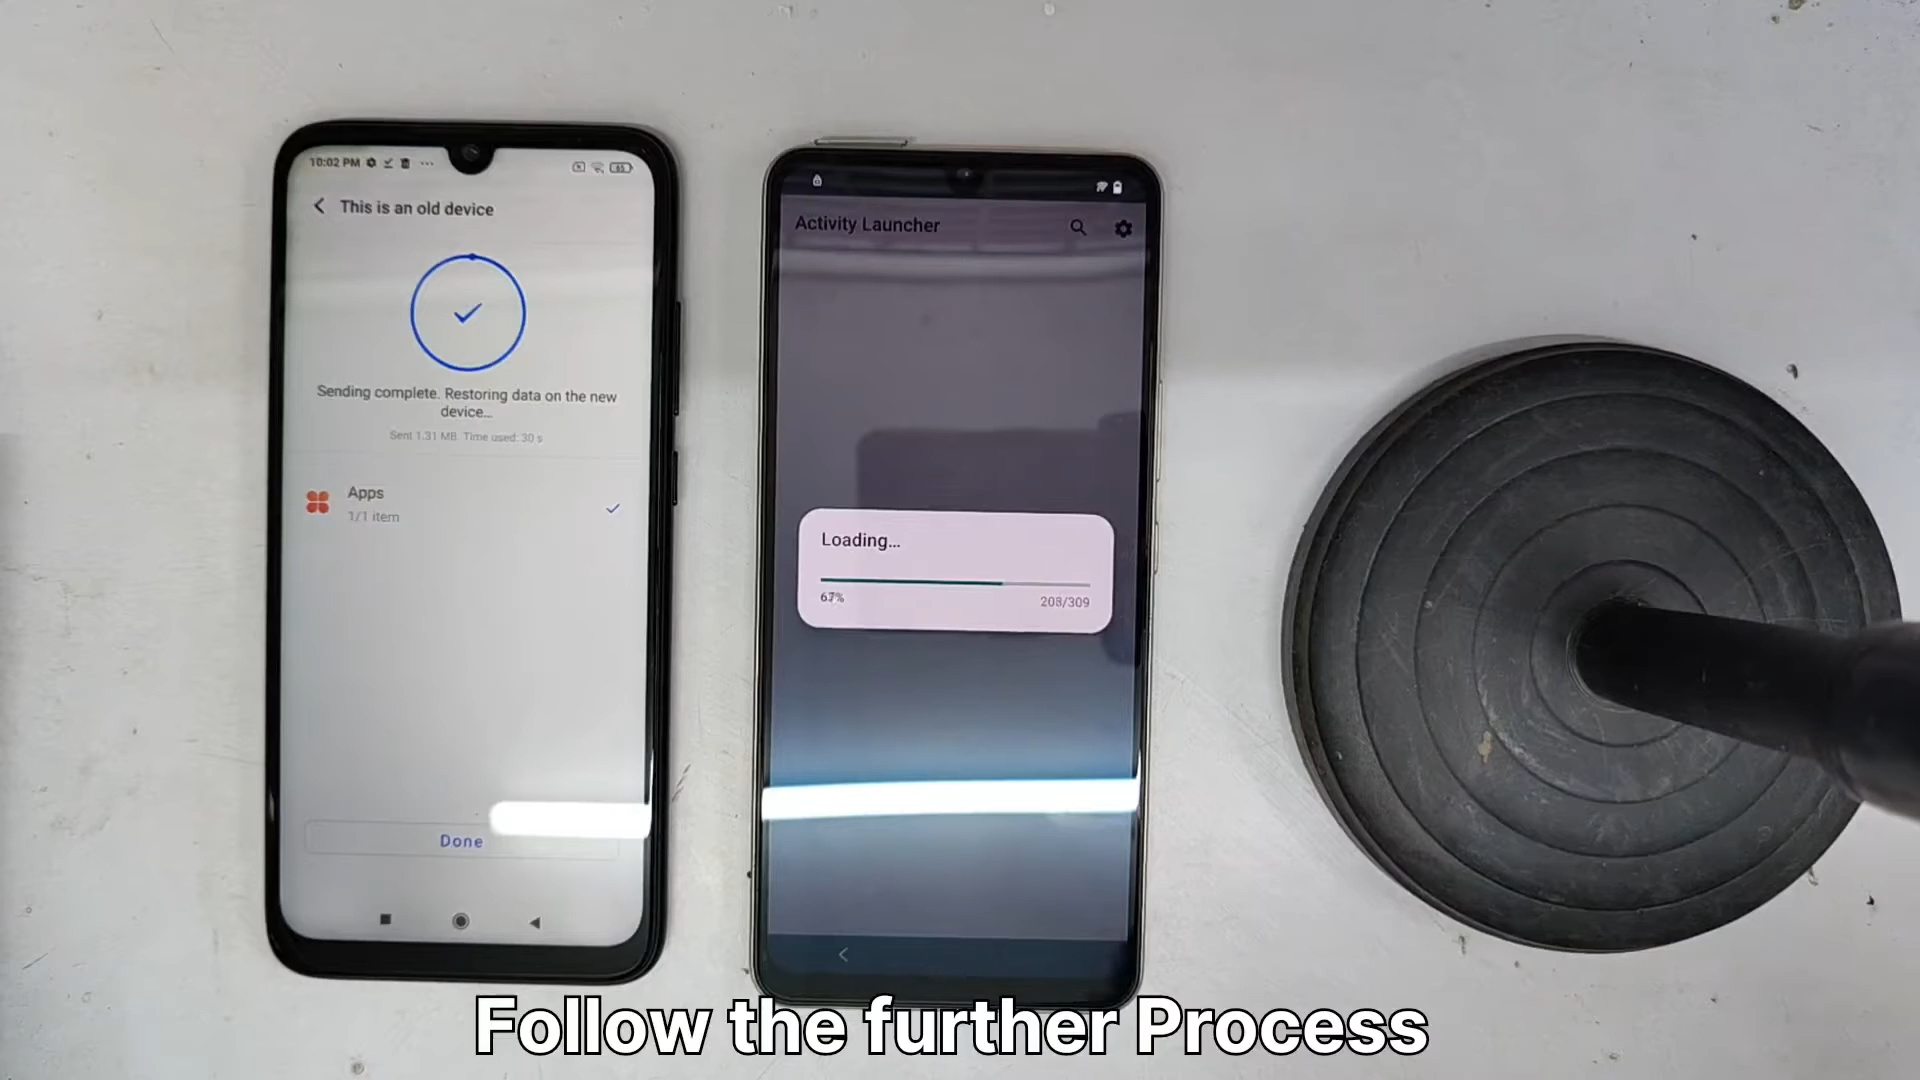 10:02 PM
65
This is an old device
Sending complete. Restoring data on the new
device...
Sent 1.31 MB. Time used: 30 s
Apps
1/1 item
Done
Activity Launcher
Loading...
67%
208/309
Follow the further Process